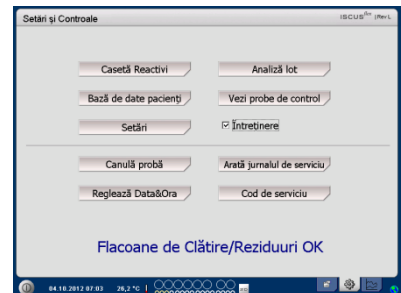 Setări și Controale
Casetă Reactivi
Analiză lot
Bază de date pacienți
Vezi probe de control
Setări
Întreținere
Canulă probă
Arată jurnalul de serviciu
Reglează Data&Ora
Cod de serviciu
Flacoane de Clătire/Reziduuri OK
04.10.2012 07:03 26,2 °C